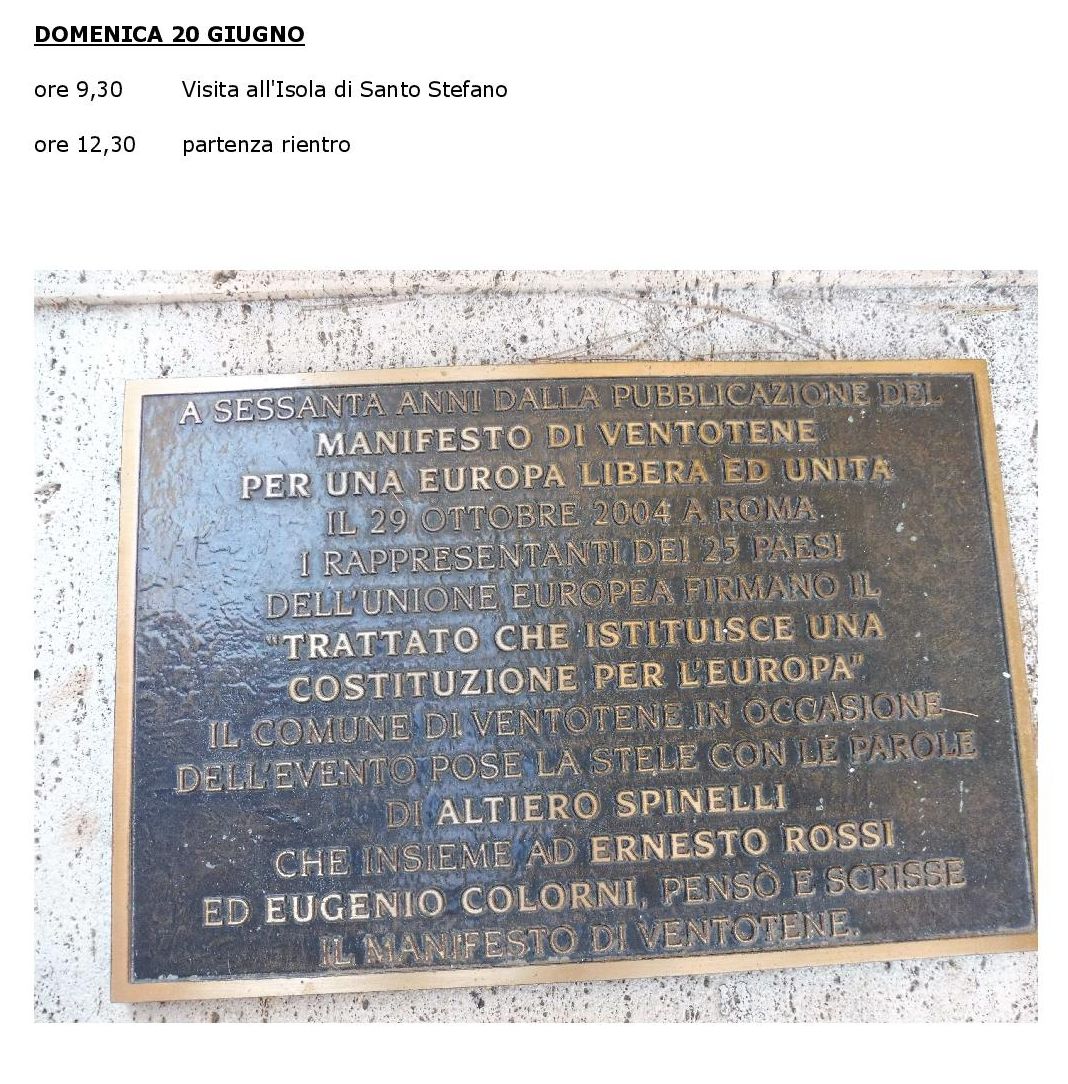 DOMENICA 20 GIUGNO
ore 9,30 Visita all'Isola di Santo Stefano
ore 12,30 partenza rientro
A SESSANTA ANNI DALLA PUBBLICAZIONE DEL
MANIFESTO DI VENTOTENE
PER UNA EUROPA LIBERA ED UNITA
IL 29 OTTOBRE 2004 A ROMA
I RAPPRESENTANTI DEI 25 PAESI
DELL'UNIONE EUROPEA FIRMANO IL
"TRATTATO CHE ISTITUISCE UNA
COSTITUZIONE PER L'EUROPA"
IL COMUNE DI VENTOTENE IN OCCASIONE
DELL'EVENTO POSE LA STELE CON LE PAROLE
DI ALTIERO SPINELLI
CHE INSIEME AD ERNESTO ROSSI
ED EUGENIO COLORNI, PENSÒ E SCRISSE
IL MANIFESTO DI VENTOTENE.